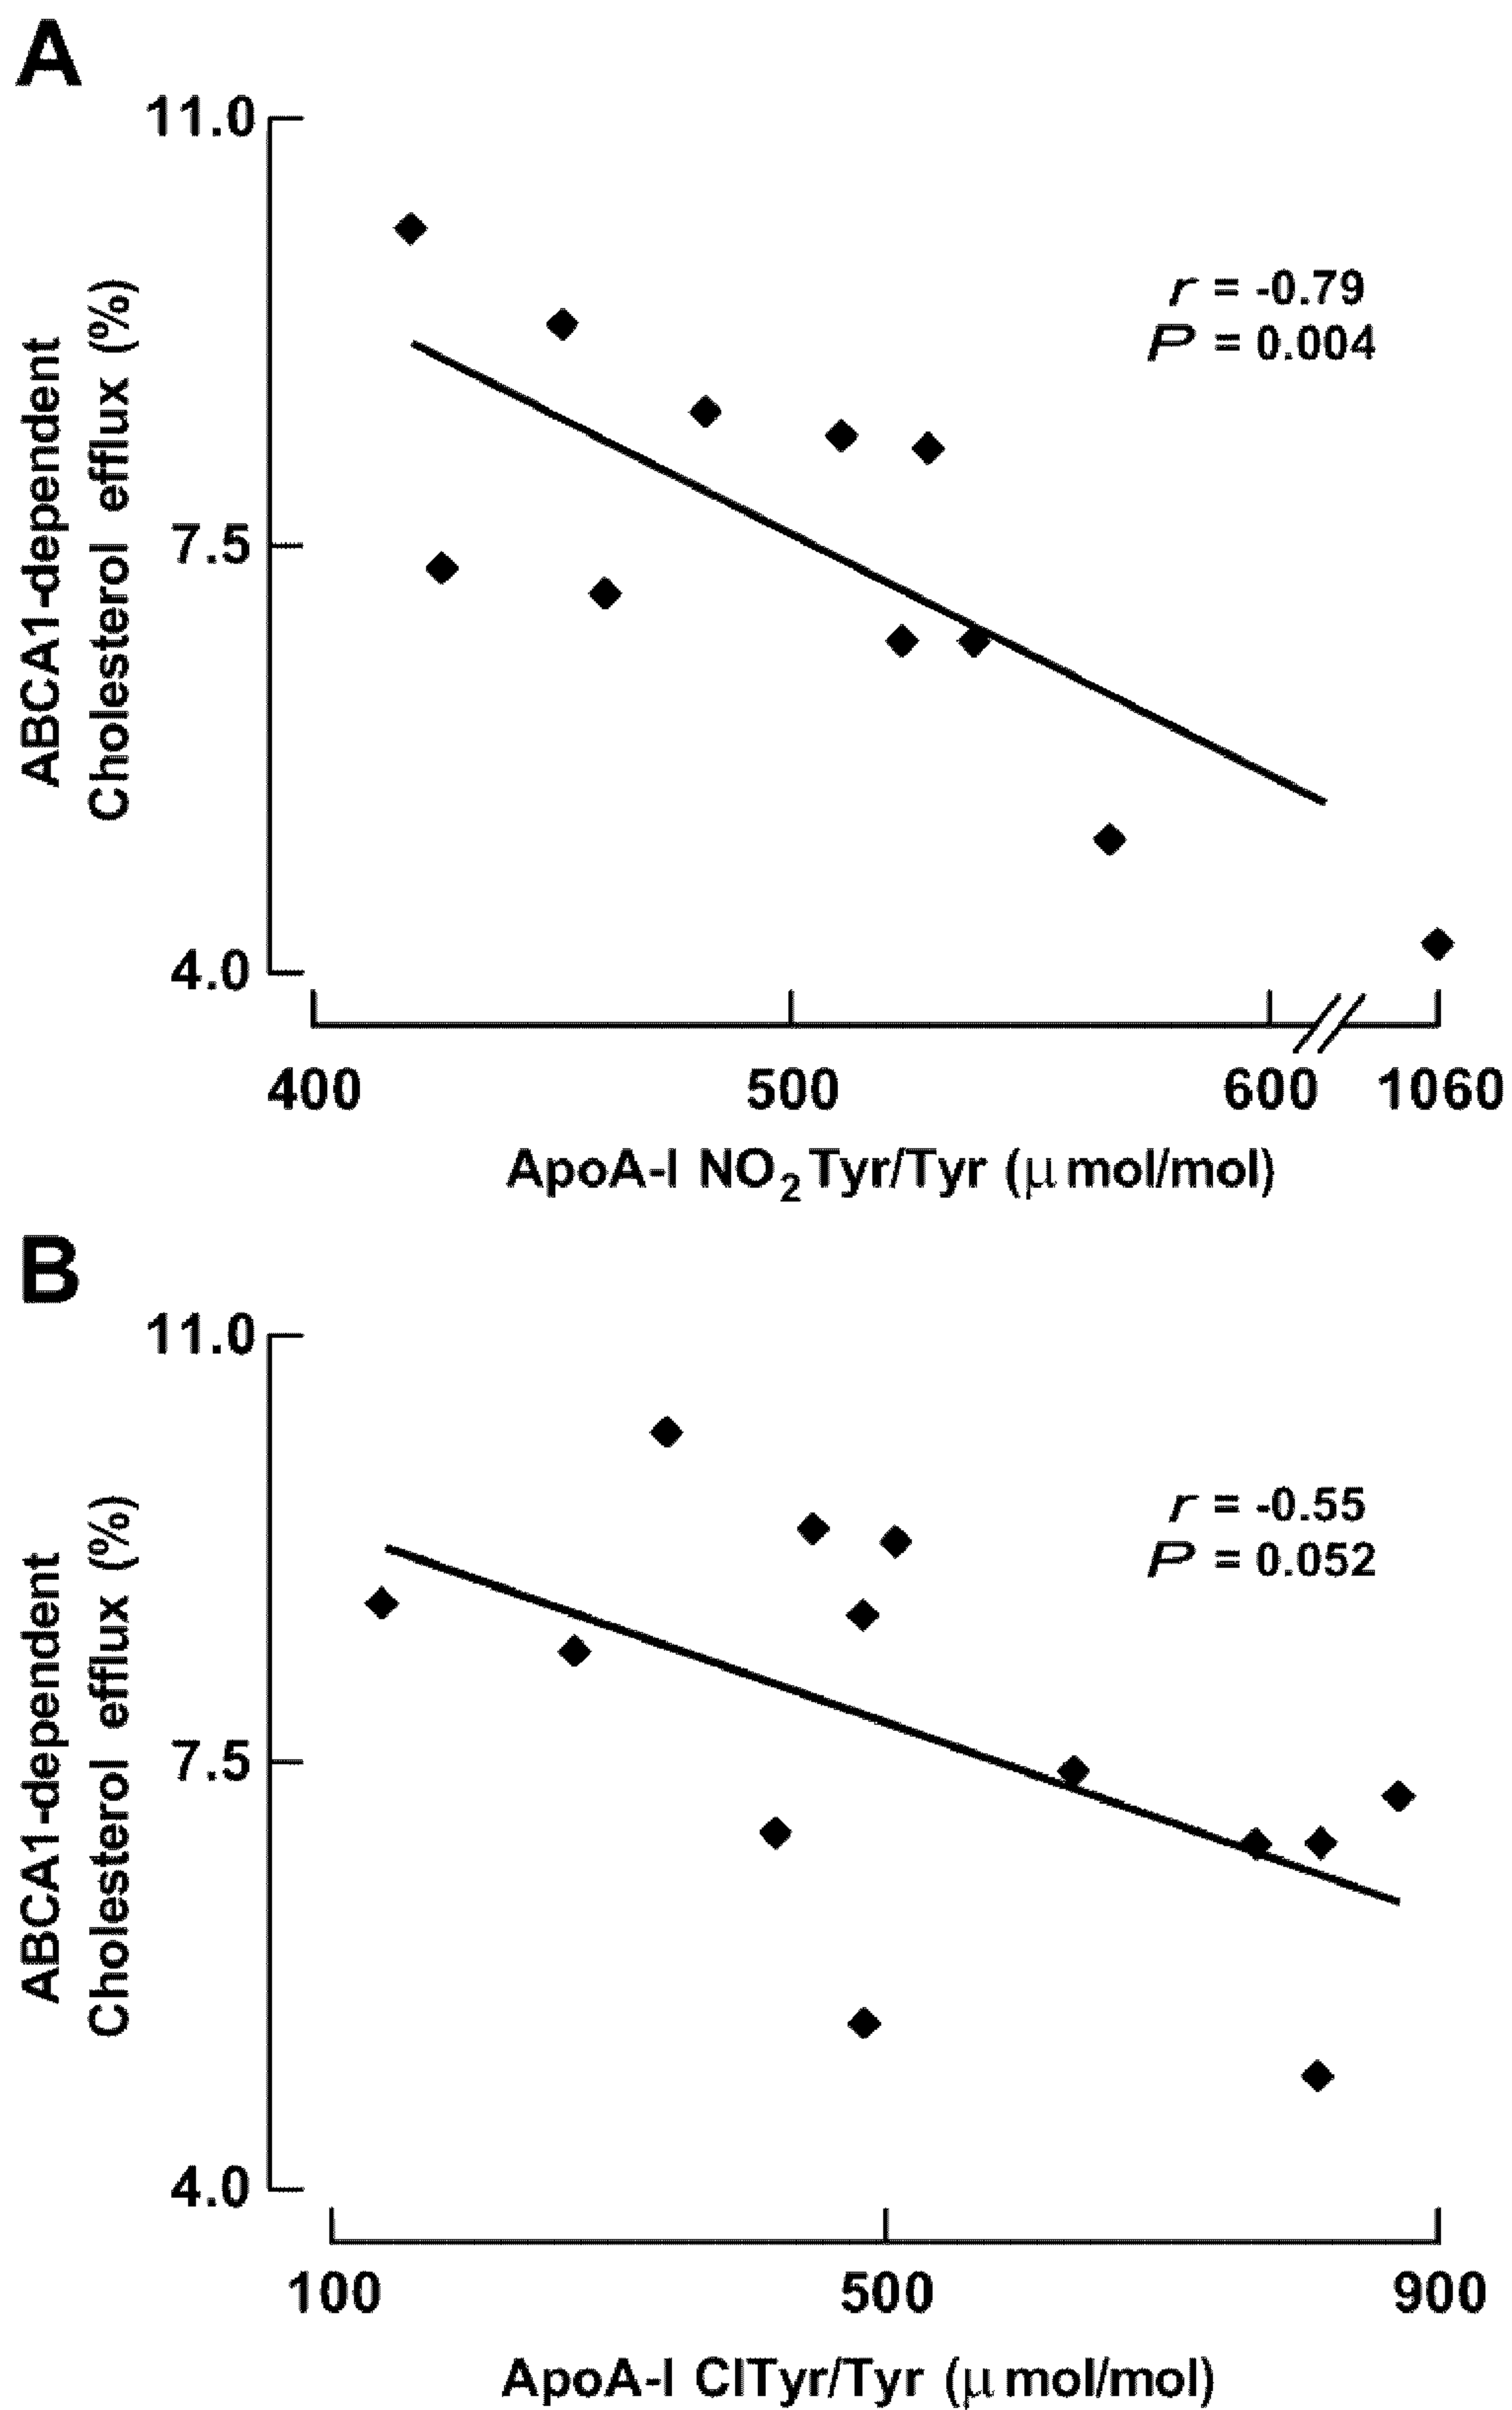 A
11.0
7.5
4.0
ABCA1-dependent
Cholesterol efflux (%)
r = -0.79
P = 0.004
400 500 600 1060
ApoA-I NO₂Tyr/Tyr (μ mol/mol)
B
11.0
7.5
4.0
ABCA1-dependent
Cholesterol efflux (%)
r = -0.55
P = 0.052
100 500 900
ApoA-I ClTyr/Tyr (μ mol/mol)